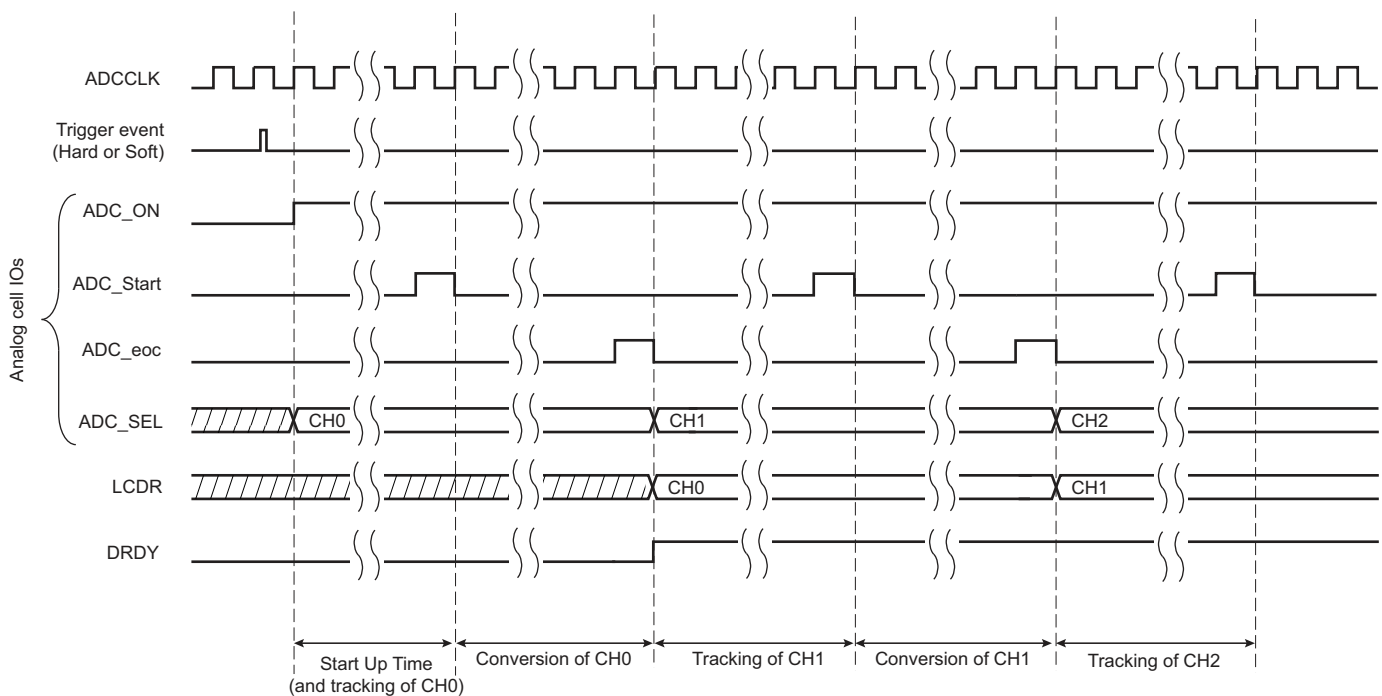 ADCCLK
Trigger event
(Hard or Soft)
Analog cell IOs
ADC_ON
ADC_Start
ADC_eoc
ADC_SEL
CH0
CH1
CH2
LCDR
CH0
CH1
DRDY
Start Up Time
(and tracking of CH0)
Conversion of CH0
Tracking of CH1
Conversion of CH1
Tracking of CH2